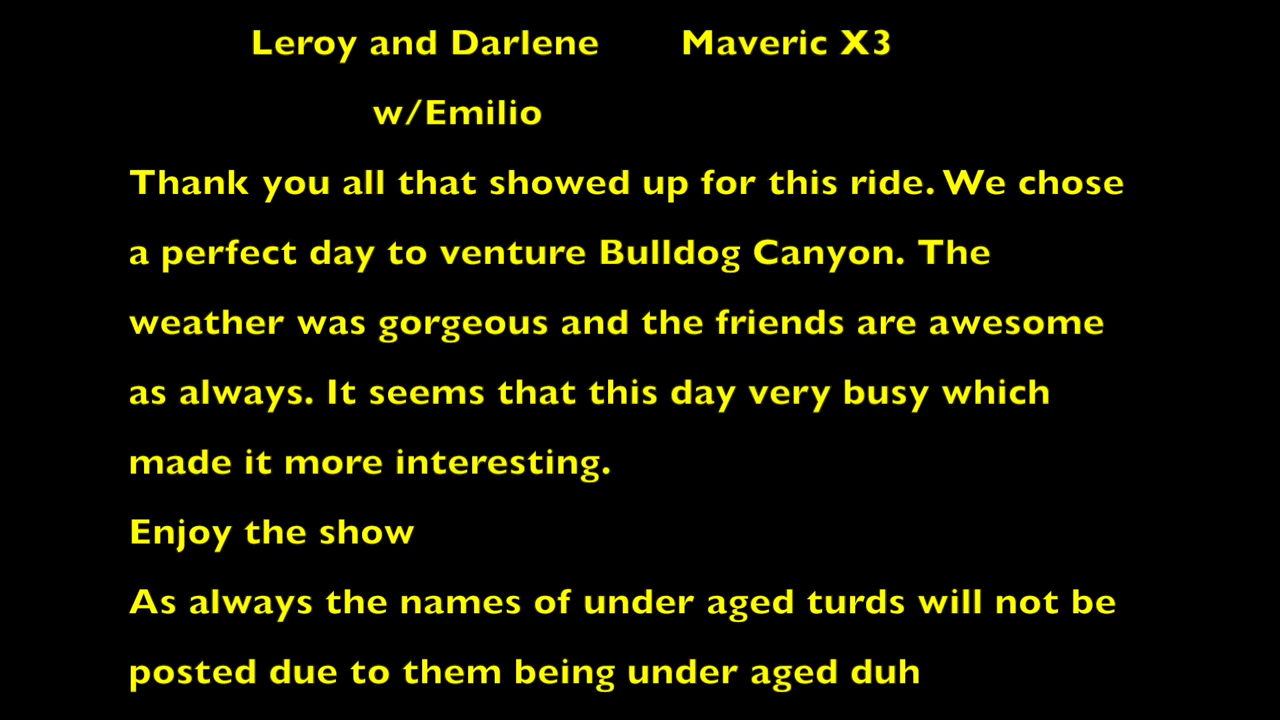 Leroy and Darlene Maveric X3
w/Emilio
Thank you all that showed up for this ride. We chose
a perfect day to venture Bulldog Canyon. The
weather was gorgeous and the friends are awesome
as always. It seems that this day very busy which
made it more interesting.
Enjoy the show
As always the names of under aged turds will not be
posted due to them being under aged duh